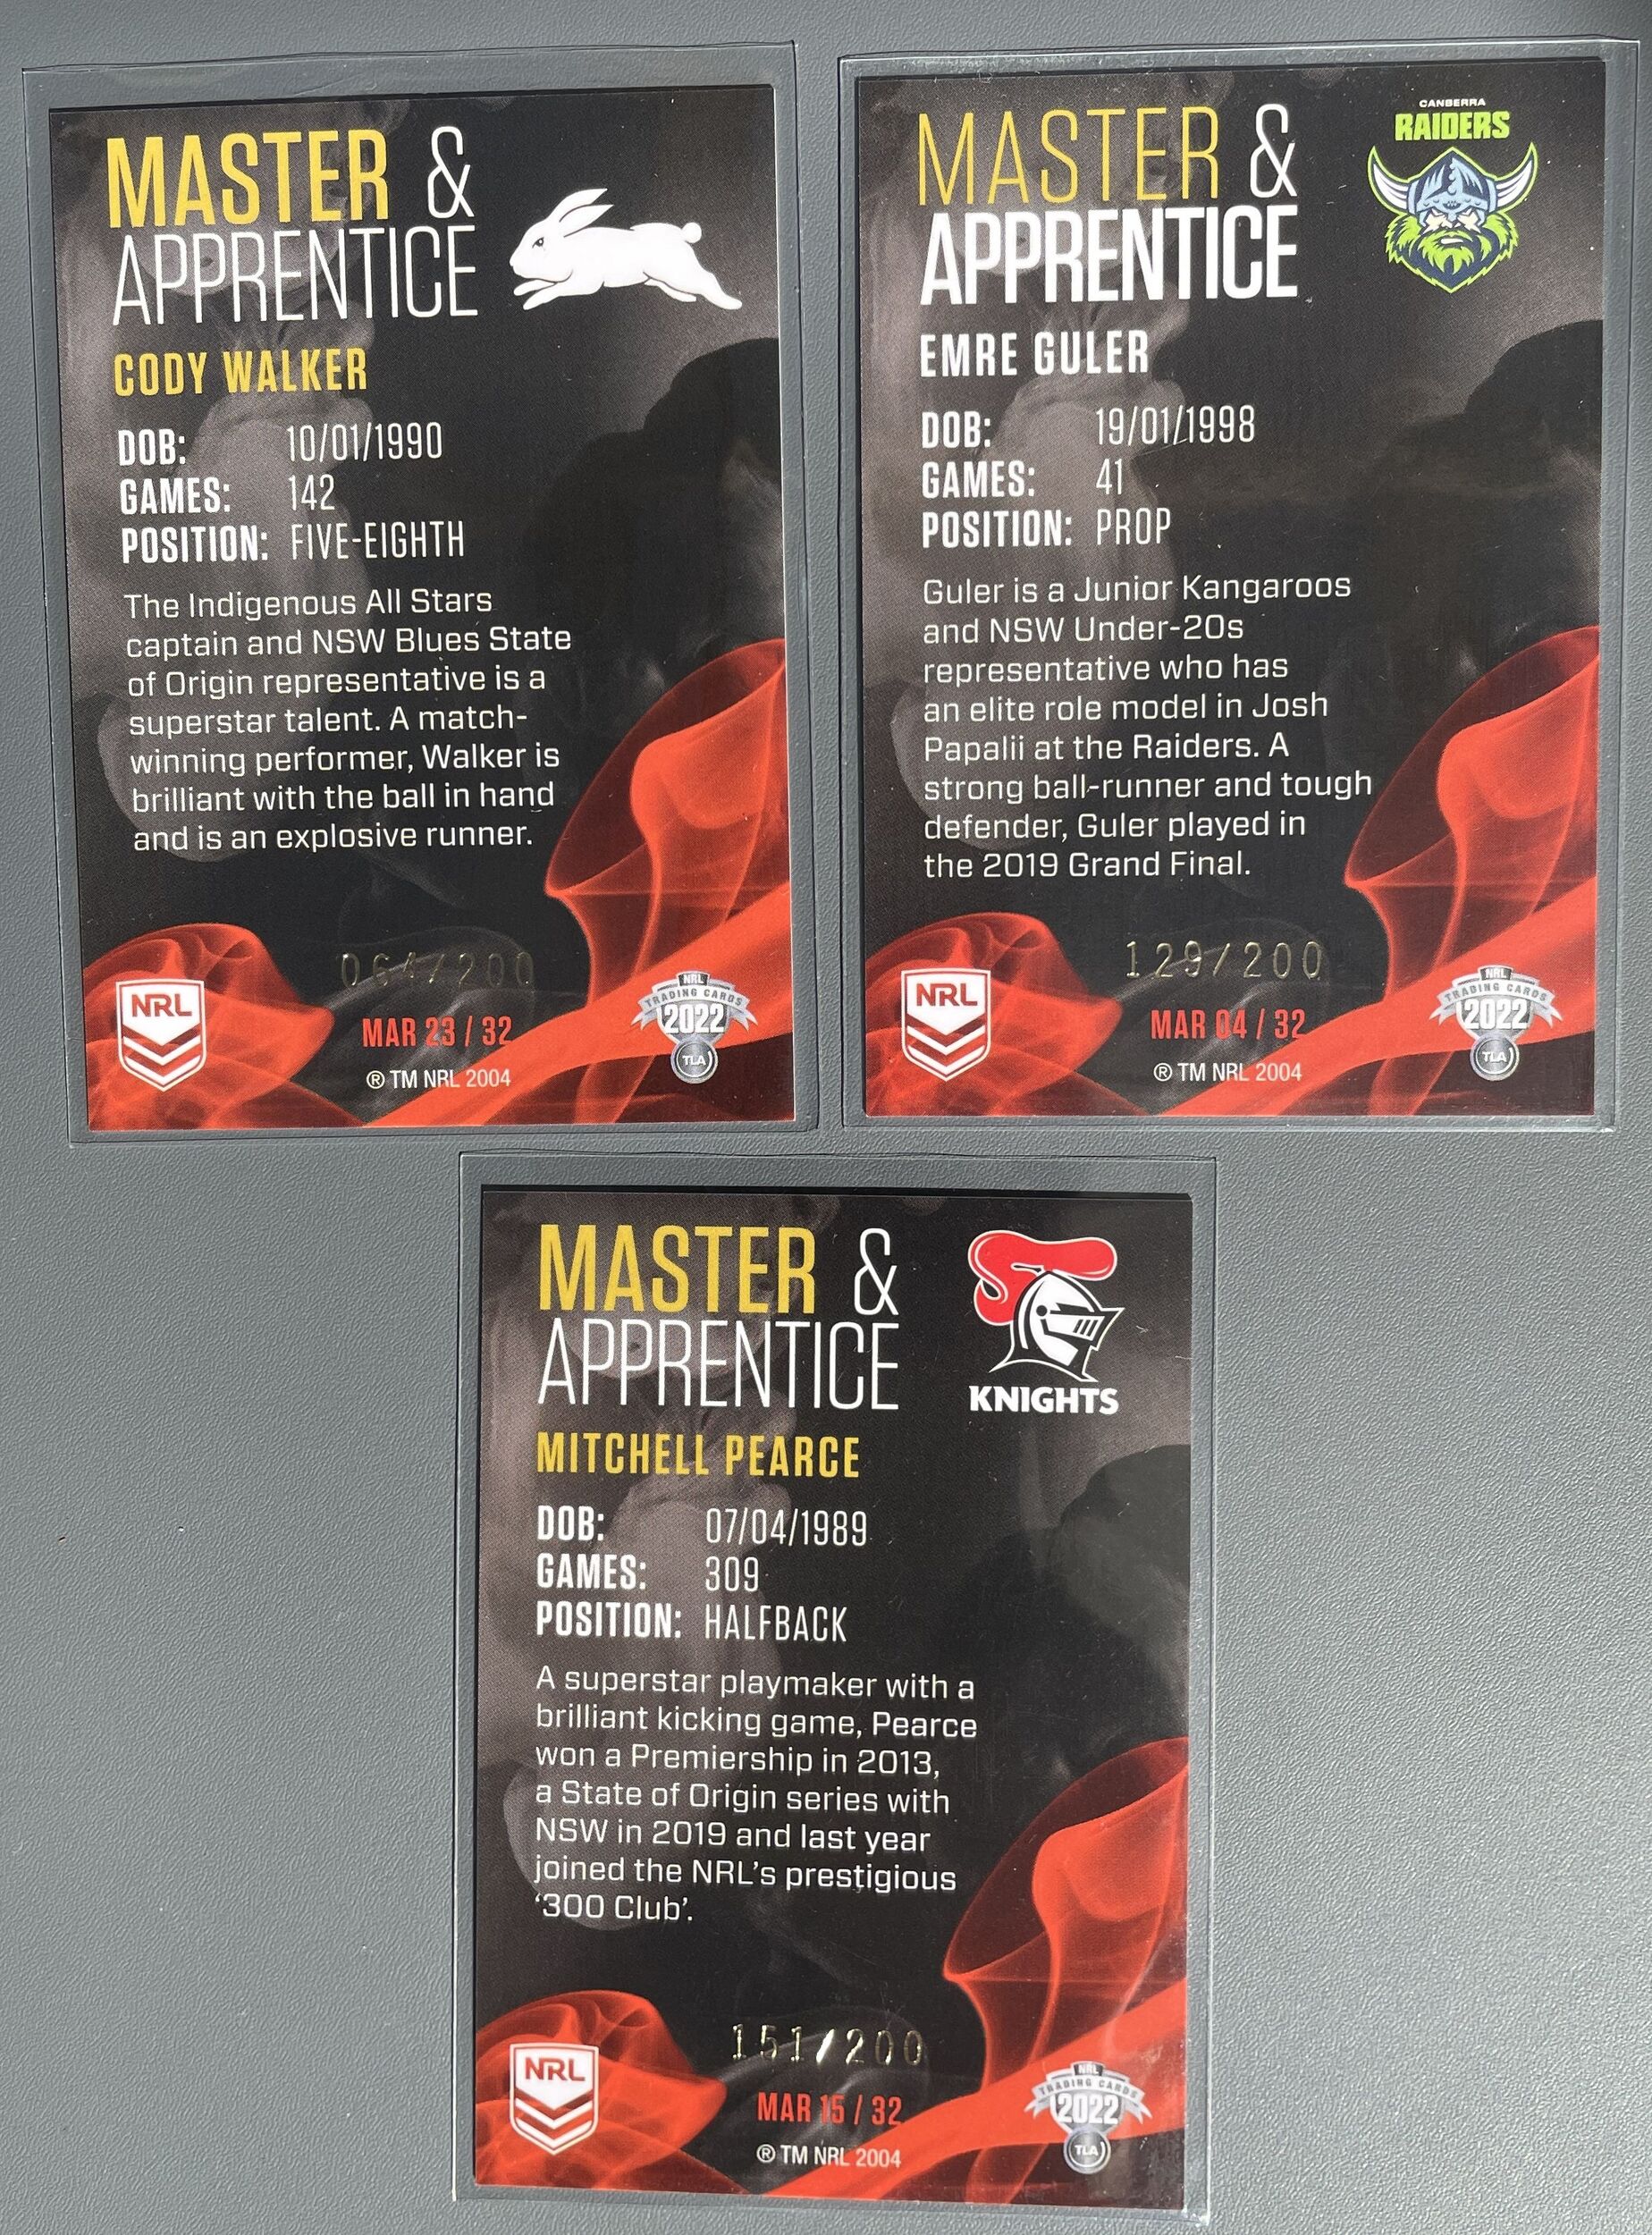 MASTER &
APPRENTICE
CODY WALKER
DOB: 10/01/1990
GAMES: 142
POSITION: FIVE-EIGHTH
The Indigenous All Stars
captain and NSW Blues State
of Origin representative is a
superstar talent. A match-
winning performer, Walker is
brilliant with the ball in hand
and is an explosive runner.
064/200
NRL
MAR 23 / 32
® TM NRL 2004
NRL
TRADING CARDS
2022
TLA
MASTER &
APPRENTICE
CANBERRA
RAIDERS
EMRE GULER
DOB: 19/01/1998
GAMES: 41
POSITION: PROP
Guler is a Junior Kangaroos
and NSW Under-20s
representative who has
an elite role model in Josh
Papalii at the Raiders. A
strong ball-runner and tough
defender, Guler played in
the 2019 Grand Final.
129/200
NRL
MAR 04 / 32
® TM NRL 2004
NRL
TRADING CARDS
2022
TLA
MASTER &
APPRENTICE
KNIGHTS
MITCHELL PEARCE
DOB: 07/04/1989
GAMES: 309
POSITION: HALFBACK
A superstar playmaker with a
brilliant kicking game, Pearce
won a Premiership in 2013,
a State of Origin series with
NSW in 2019 and last year
joined the NRL's prestigious
‘300 Club’.
151/200
NRL
MAR 15 / 32
® TM NRL 2004
NRL
TRADING CARDS
2022
TLA